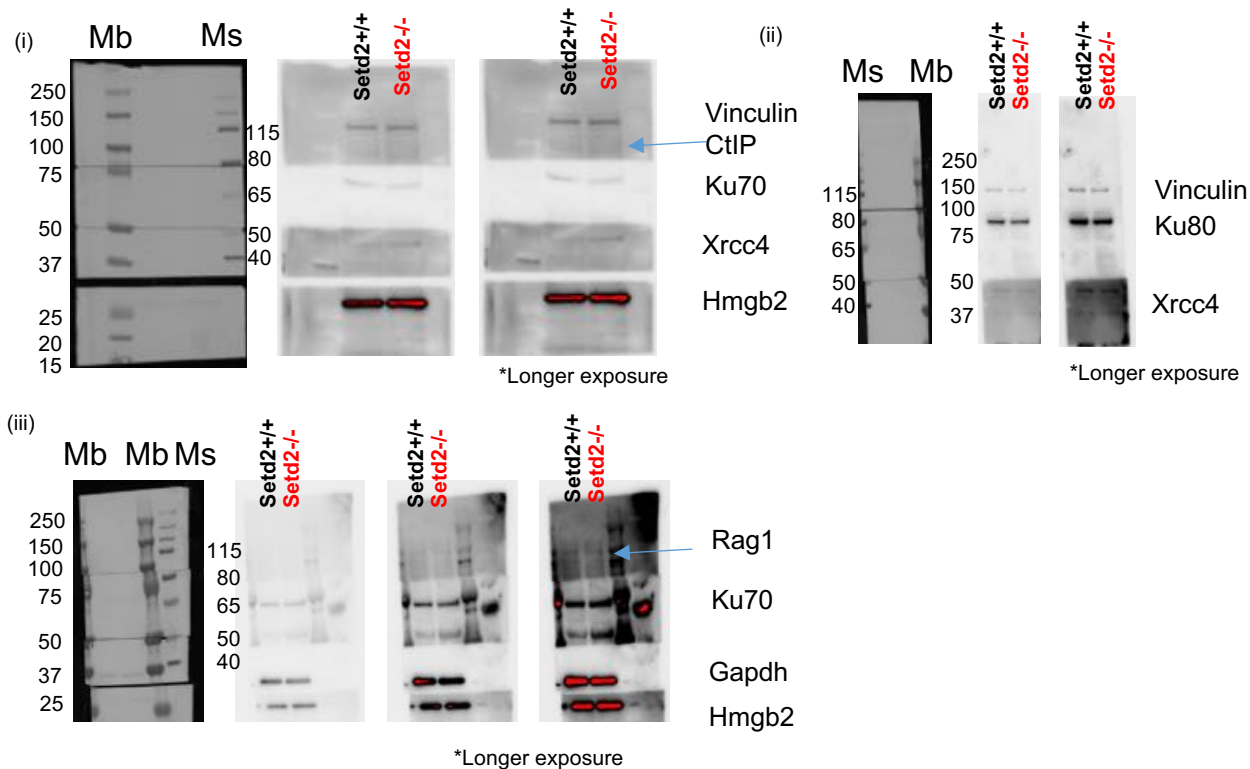 (i)
Mb Ms
250
150
100
75
50
37
25
20
15
115
80
65
50
40
Setd2+/+
Setd2-/-
Setd2+/+
Setd2-/-
Vinculin
CtIP
Ku70
Xrcc4
Hmgb2
*Longer exposure
(ii)
Ms Mb
115
80
65
50
40
250
150
100
75
50
37
Setd2+/+
Setd2-/-
Setd2+/+
Setd2-/-
Vinculin
Ku80
Xrcc4
*Longer exposure
(iii)
Mb Mb Ms
250
150
100
75
50
37
25
115
80
65
50
40
Setd2+/+
Setd2-/-
Setd2+/+
Setd2-/-
Setd2+/+
Setd2-/-
Rag1
Ku70
Gapdh
Hmgb2
*Longer exposure